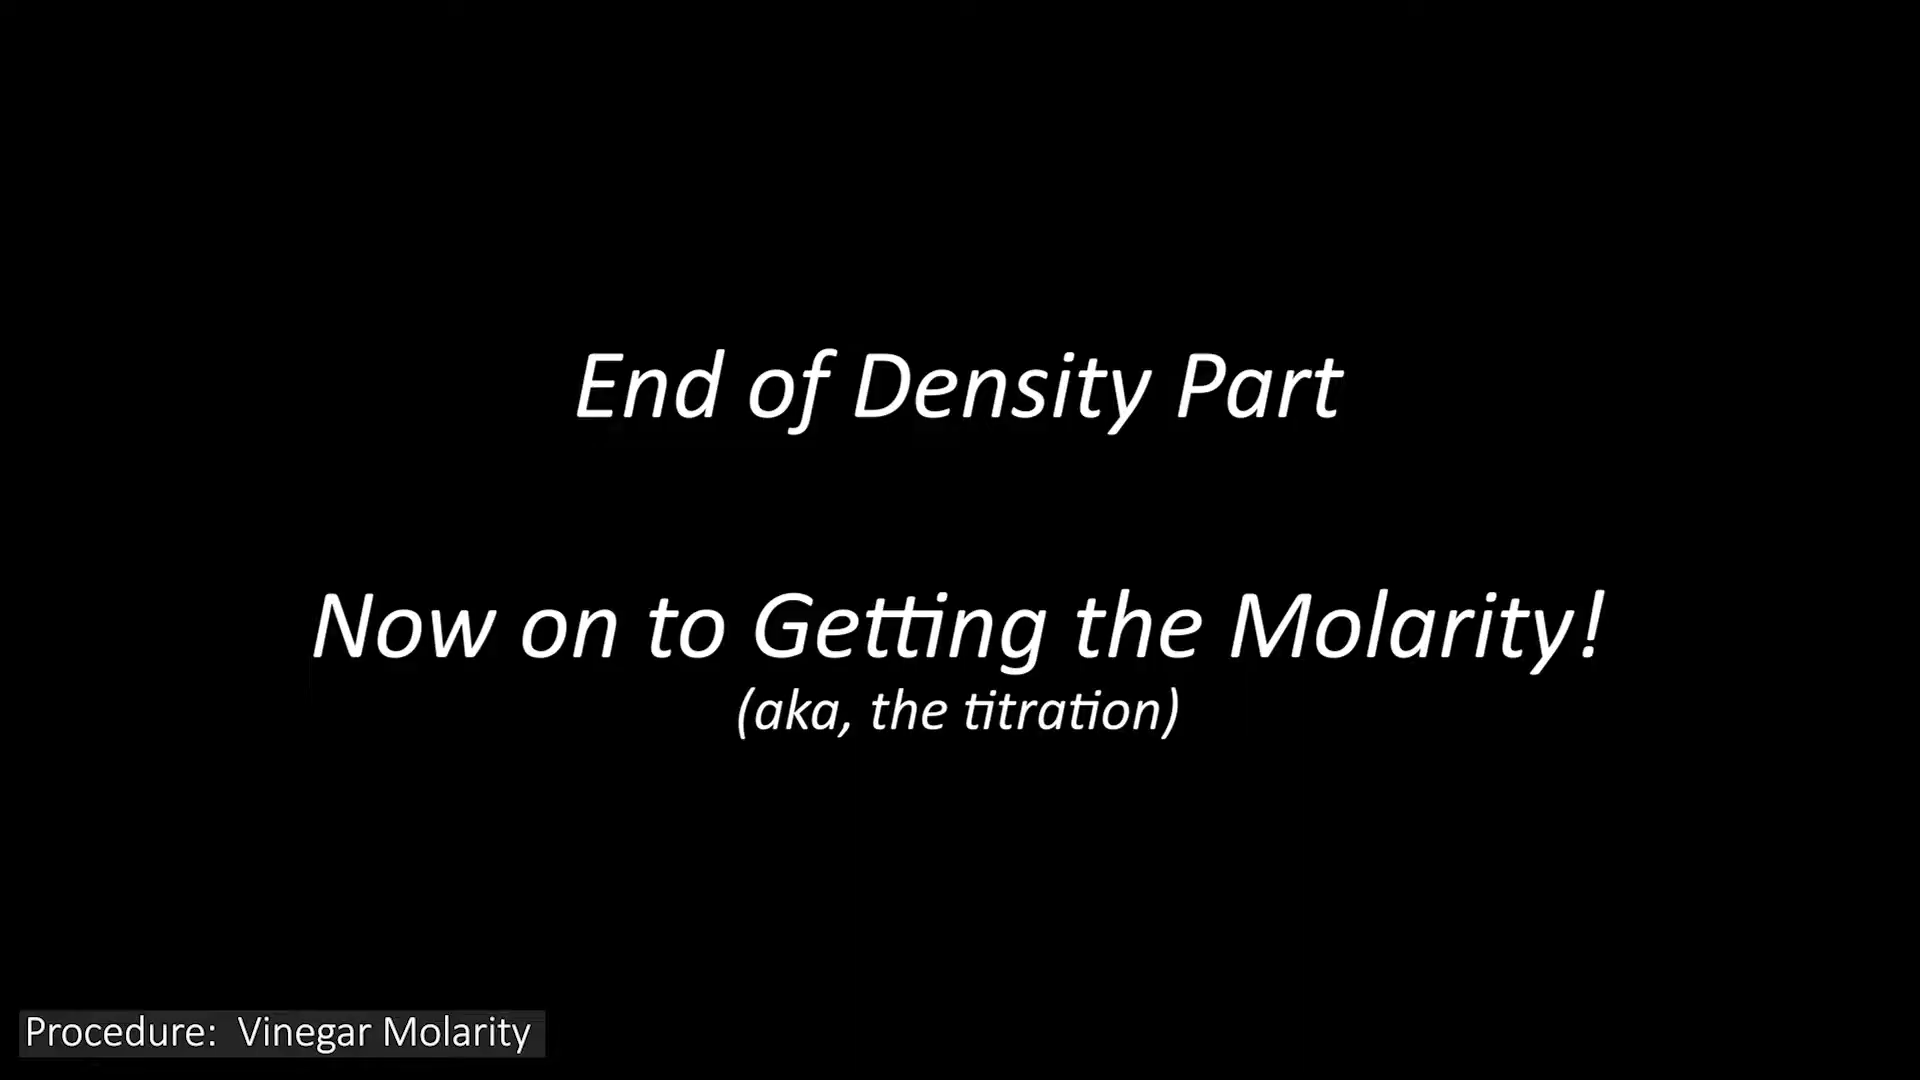 End of Density Part
Now on to Getting the Molarity!
(aka, the titration)
Procedure:  Vinegar Molarity